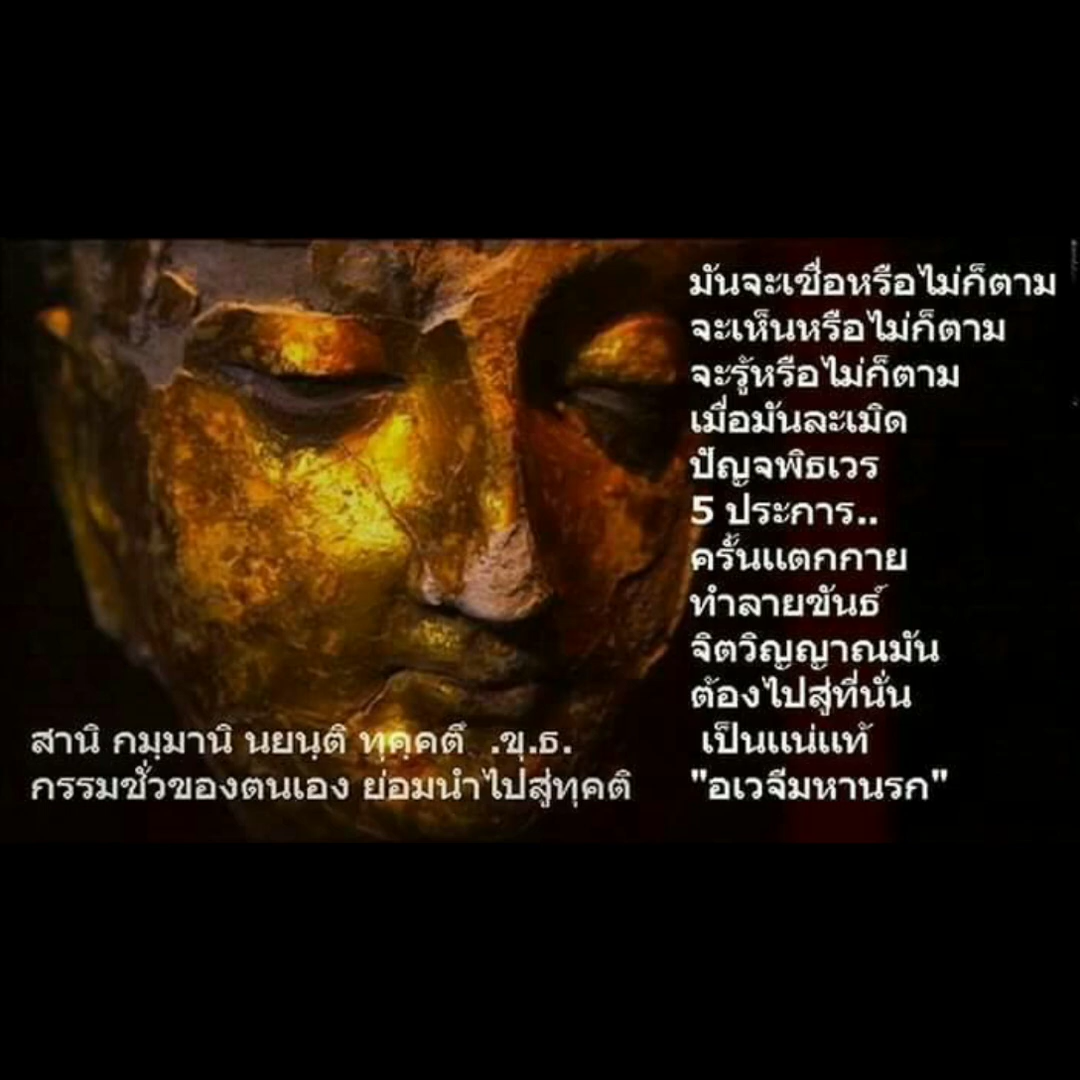 มันจะเชื่อหรือไม่ก็ตาม
จะเห็นหรือไม่ก็ตาม
จะรู้หรือไม่ก็ตาม
เมื่อมันละเมิด
ปัญจพิธเวร
5 ประการ..
ครั้นแตกกาย
ทำลายขันธ์
จิตวิญญาณมัน
ต้องไปสู่ที่นั่น
เป็นแน่แท้
"อเวจีมหานรก"
สานิ กมฺมานิ นยนฺติ ทุคฺคตึ .ขุ.ธ.
กรรมชั่วของตนเอง ย่อมนำไปสู่ทุคติ